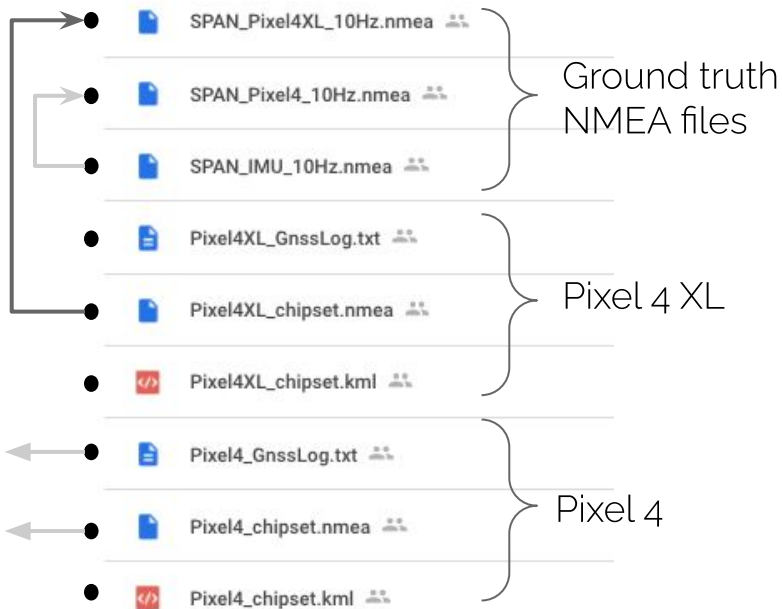 SPAN_Pixel4XL_10Hz.nmea
SPAN_Pixel4_10Hz.nmea
SPAN_IMU_10Hz.nmea
Ground truth
NMEA files
Pixel4XL_GnssLog.txt
Pixel4XL_chipset.nmea
Pixel4XL_chipset.kml
Pixel 4 XL
Pixel4_GnssLog.txt
Pixel4_chipset.nmea
Pixel4_chipset.kml
Pixel 4